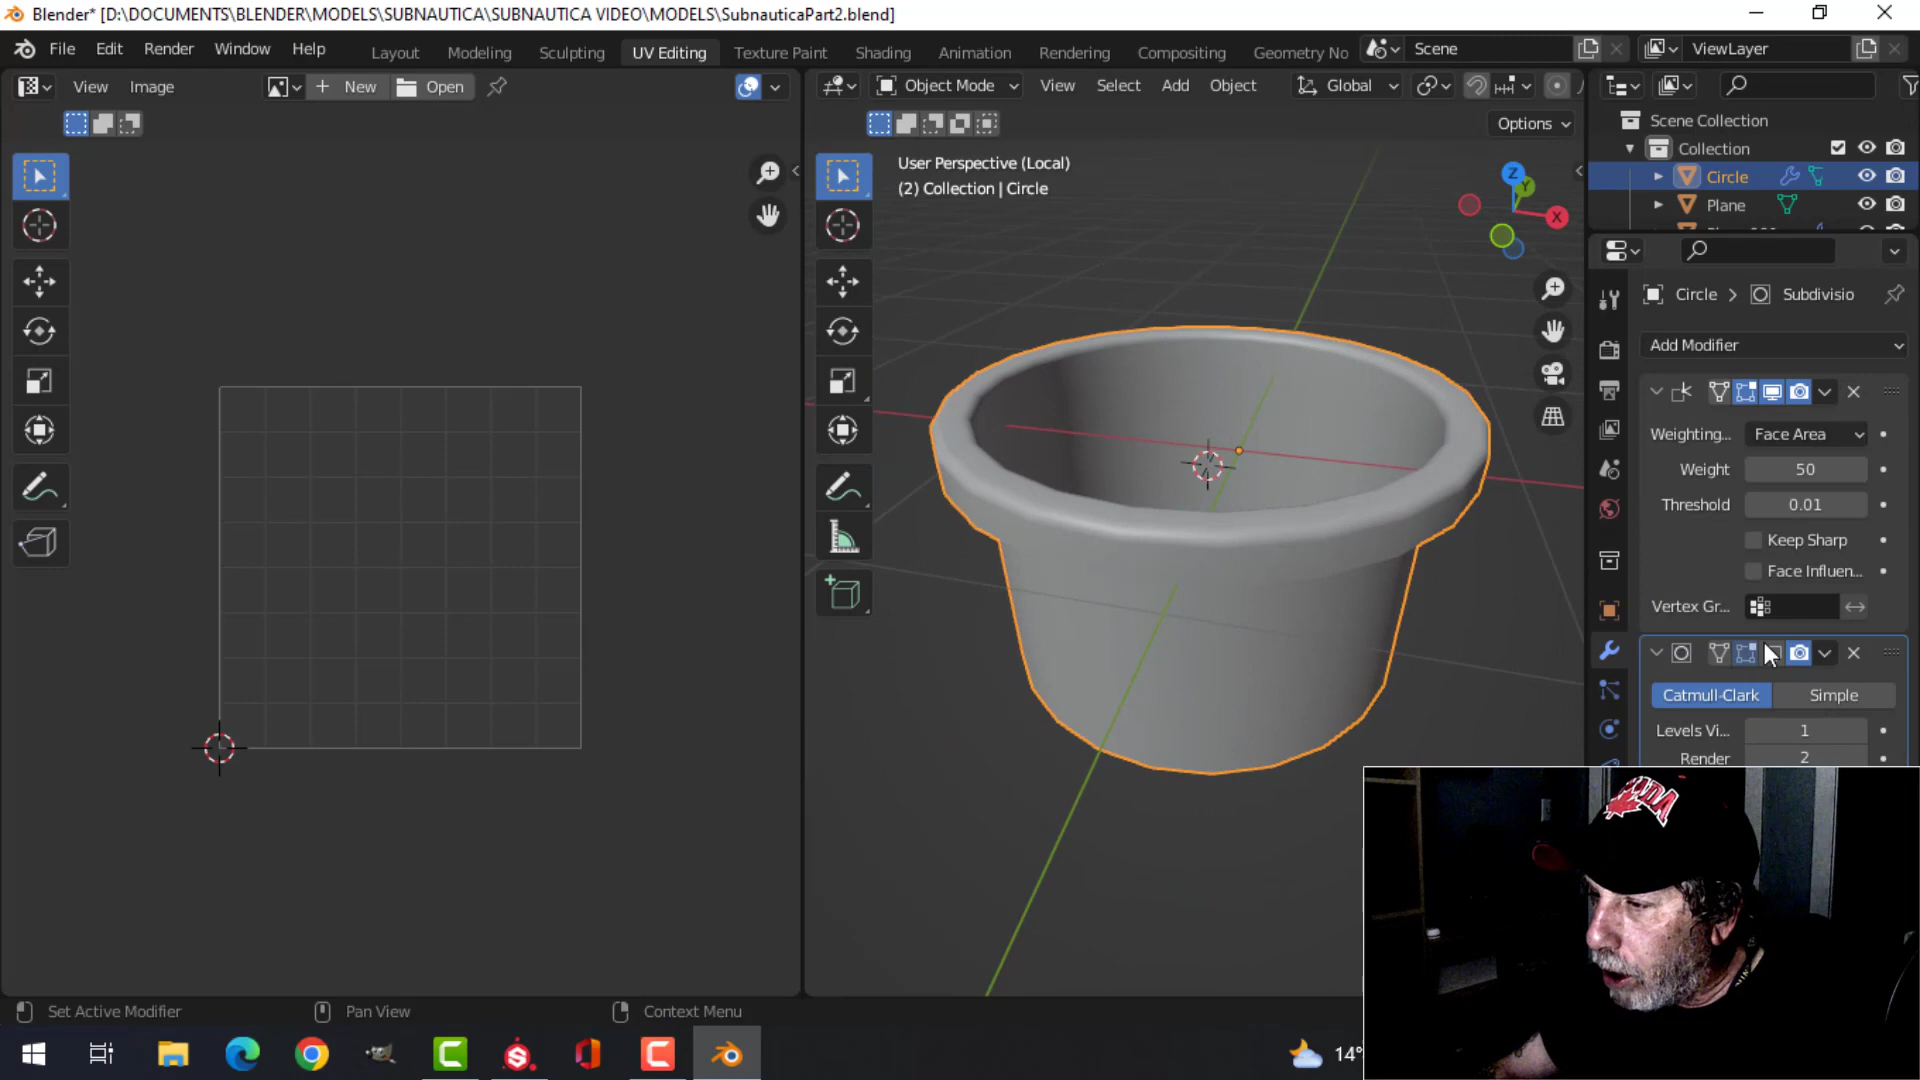 Blender* [D:\DOCUMENTS\BLENDER\MODELS\SUBNAUTICA\SUBNAUTICA VIDEO\MODELS\SubnauticaPart2.blend]
File Edit Render Window Help Layout Modeling Sculpting UV Editing Texture Paint Shading Animation Rendering Compositing Geometry No Scene ViewLayer
View Image New Open Object Mode View Select Add Object Global
Options
Scene Collection
Collection
Circle
Plane
User Perspective (Local)
(2) Collection | Circle
Z
Y
X
Circle > Subdivisio
Add Modifier
Weighting... Face Area
Weight 50
Threshold 0.01
Keep Sharp
Face Influen...
Vertex Gr...
Catmull-Clark Simple
Levels Vi... 1
Render 2
Set Active Modifier Pan View Context Menu
14°